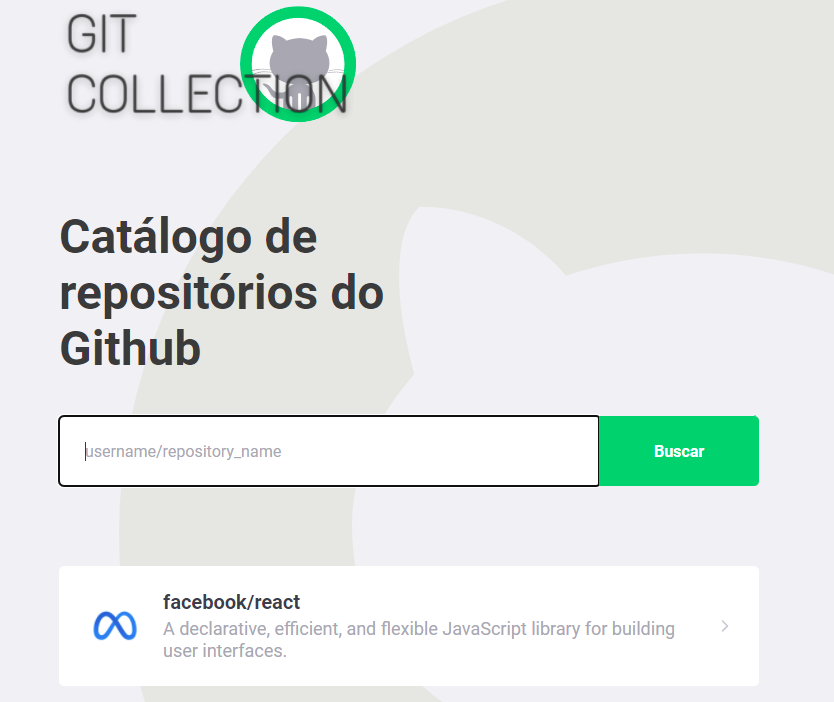 GIT
COLLECTION
Catálogo de
repositórios do
Github
username/repository_name
Buscar
facebook/react
A declarative, efficient, and flexible JavaScript library for building
user interfaces.